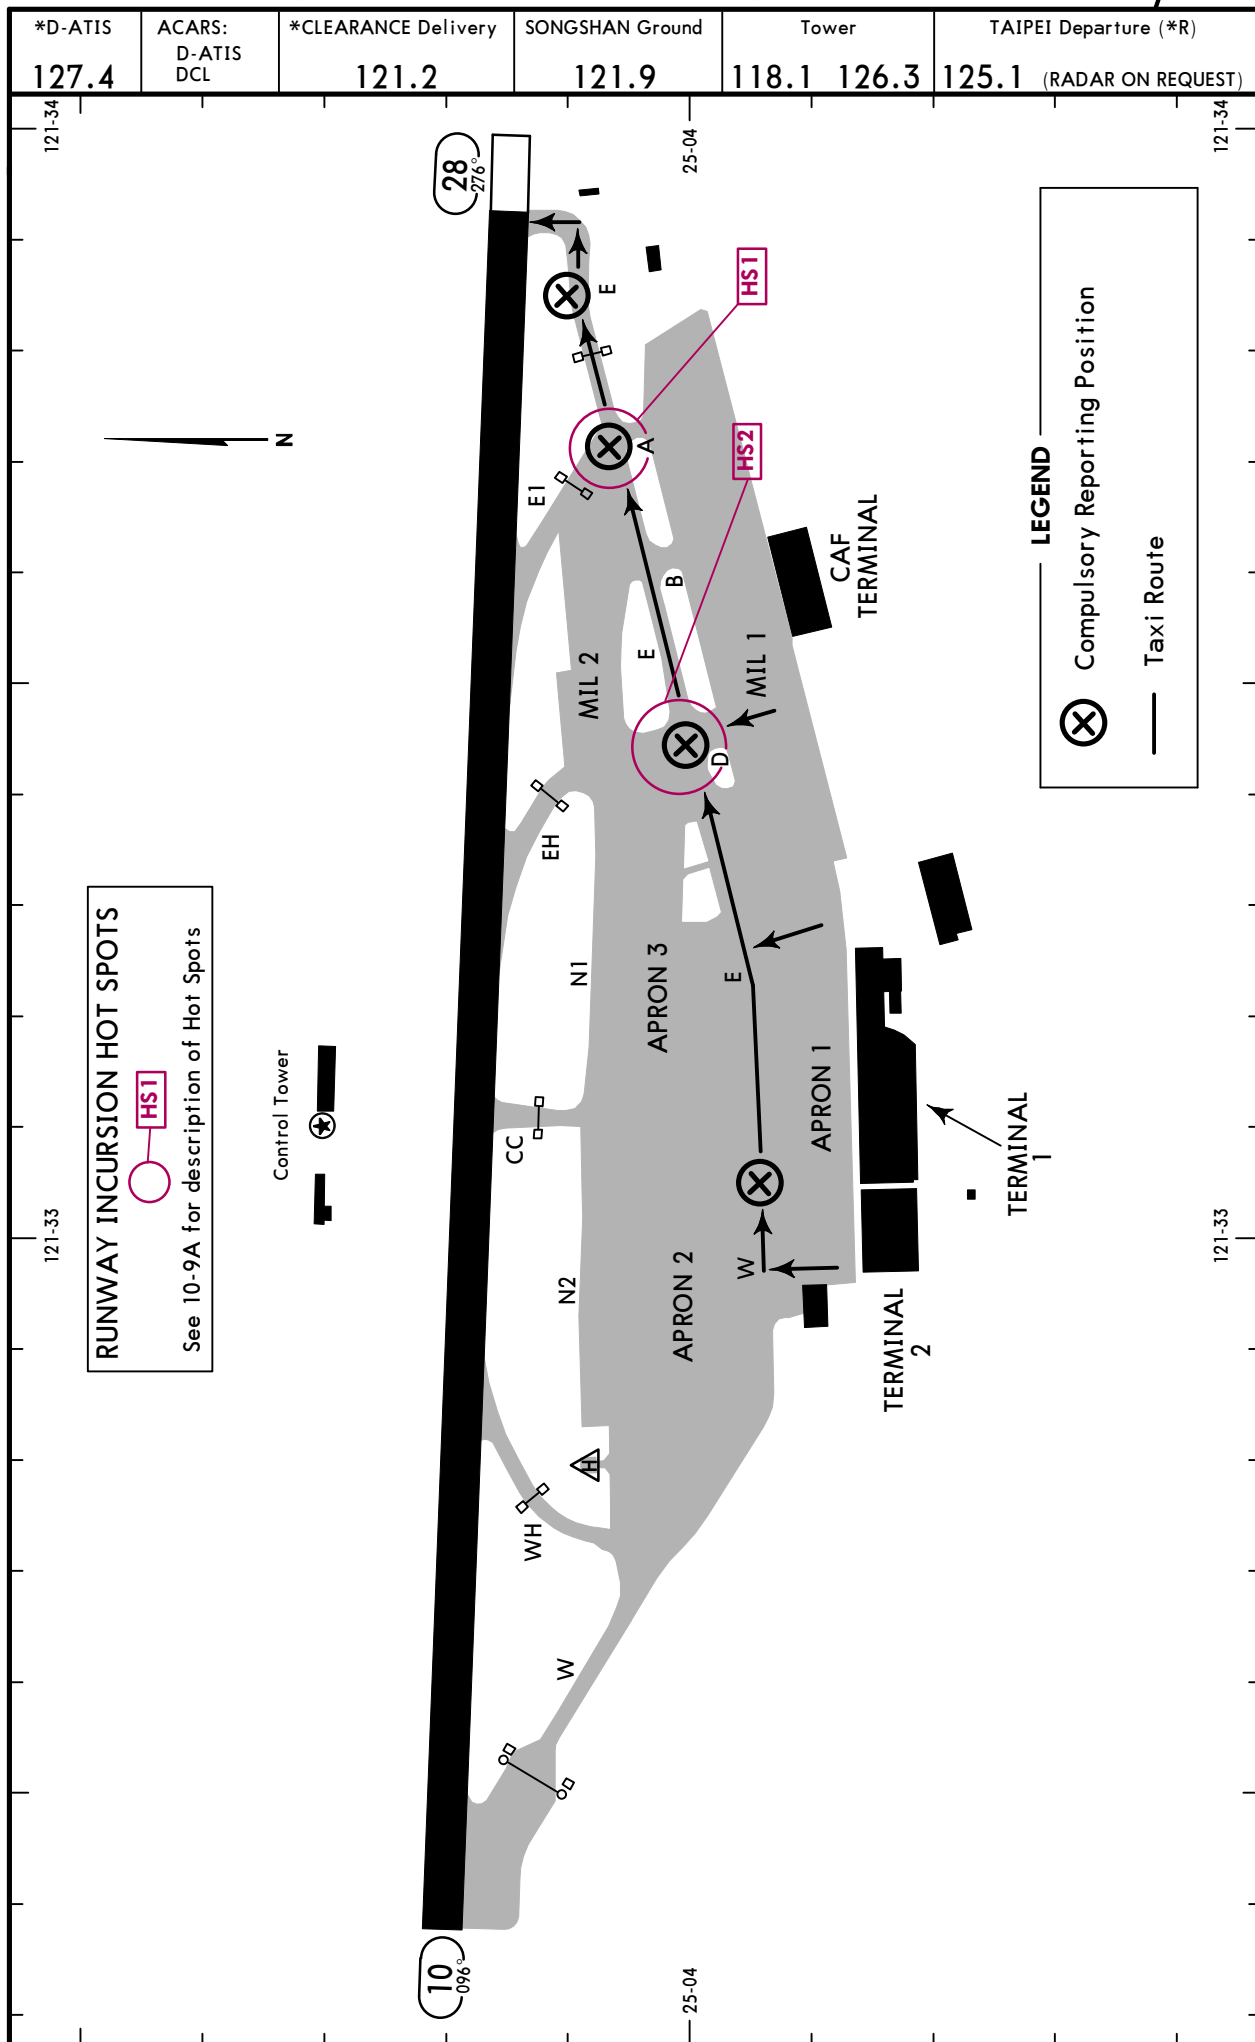 *D-ATIS
127.4
ACARS:
D-ATIS
DCL
*CLEARANCE Delivery
121.2
SONGSHAN Ground
121.9
Tower
118.1 126.3
TAIPEI Departure (*R)
125.1 (RADAR ON REQUEST)
121-34
25-04
121-34
28
276°
E
HS1
N
A
HS2
E1
LEGEND
Compulsory Reporting Position
Taxi Route
CAF
TERMINAL
B
E
MIL 2
MIL 1
D
EH
RUNWAY INCURSION HOT SPOTS
HS1
See 10-9A for description of Hot Spots
N1
APRON 3
E
Control Tower
APRON 1
CC
TERMINAL
1
121-33
121-33
W
N2
APRON 2
TERMINAL
2
H
WH
W
10
096°
25-04